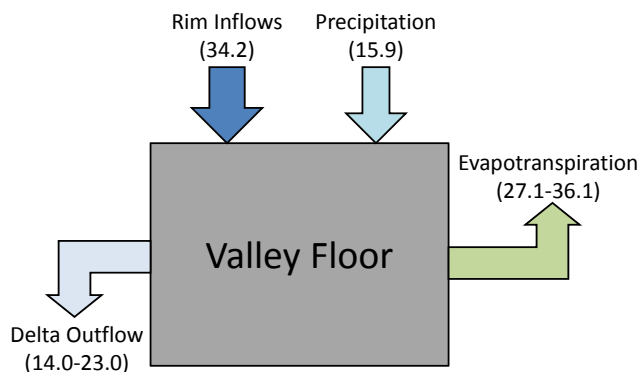 Rim Inflows
(34.2)
Precipitation
(15.9)
Evapotranspiration
(27.1-36.1)
Valley Floor
Delta Outflow
(14.0-23.0)